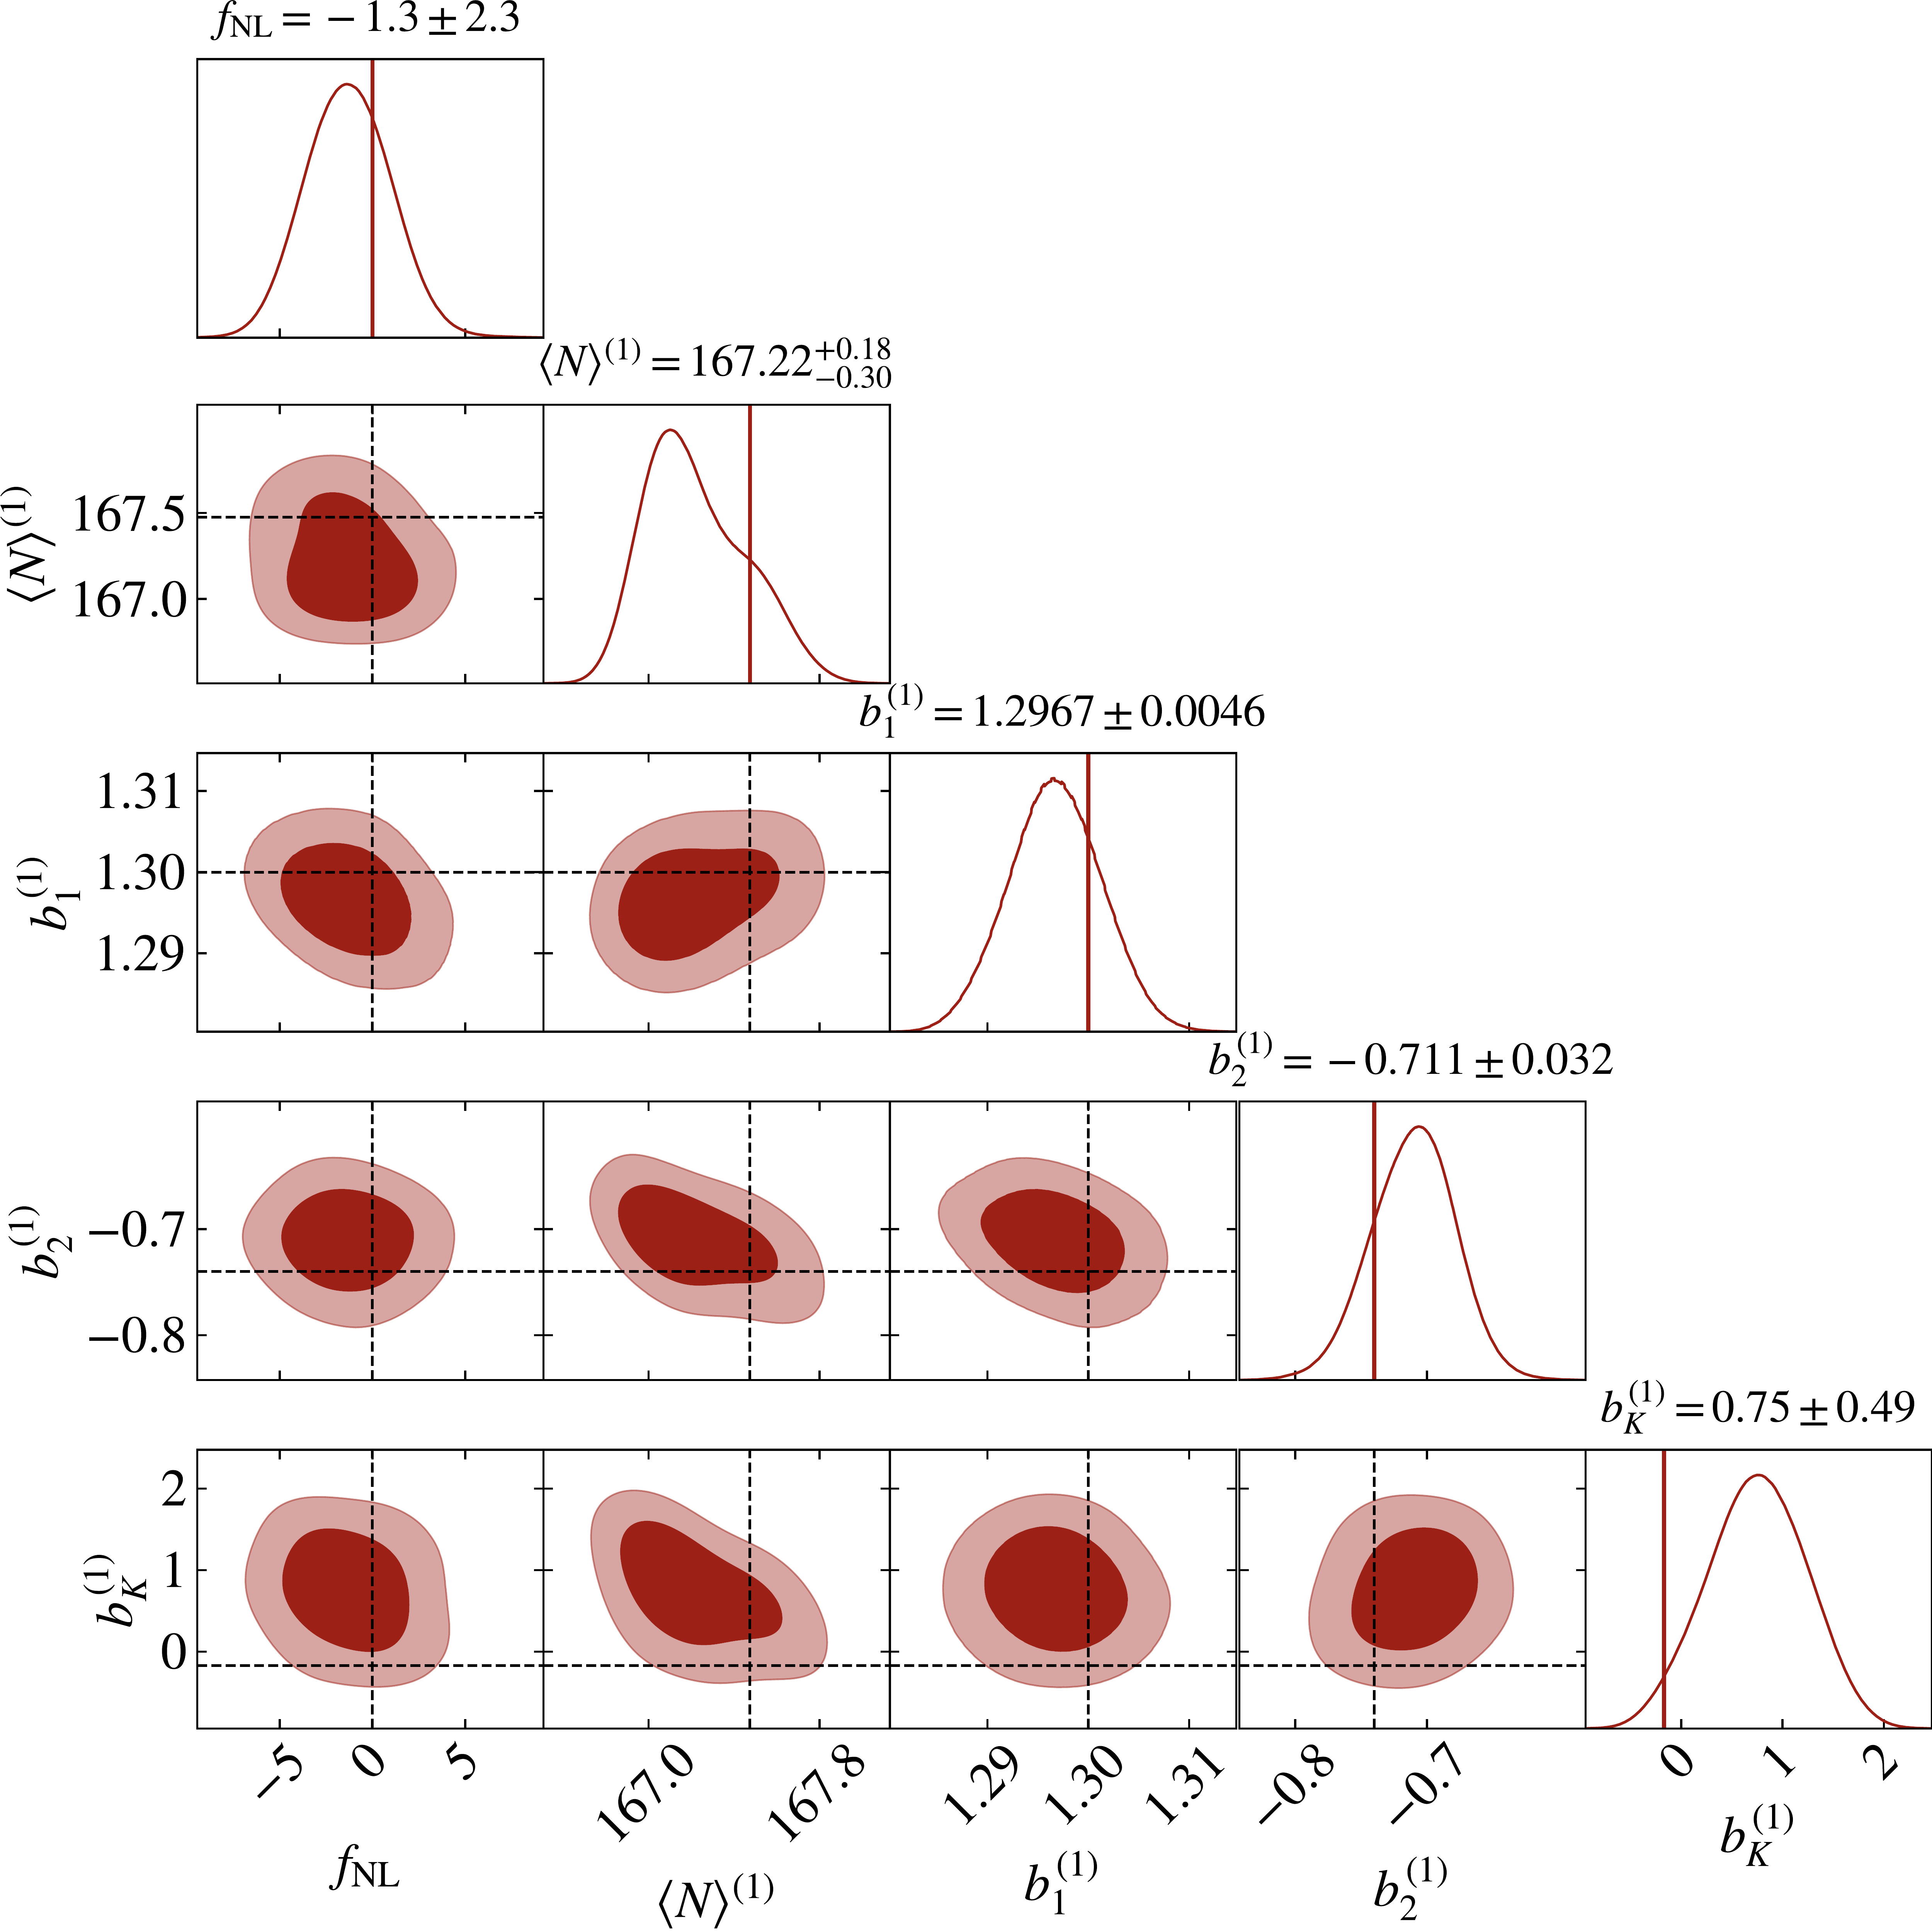 f_NL = −1.3 ± 2.3
⟨N⟩^(1) = 167.22^{+0.18}_{−0.30}
⟨N⟩^(1)
167.5
167.0
b_1^(1) = 1.2967 ± 0.0046
b_1^(1)
1.31
1.30
1.29
b_2^(1) = −0.711 ± 0.032
b_2^(1)
−0.7
−0.8
b_K^(1) = 0.75 ± 0.49
b_K^(1)
2
1
0
−5 0 5 167.0 167.8 1.29 1.30 1.31 −0.8 −0.7 0 1 2
f_NL ⟨N⟩^(1) b_1^(1) b_2^(1) b_K^(1)